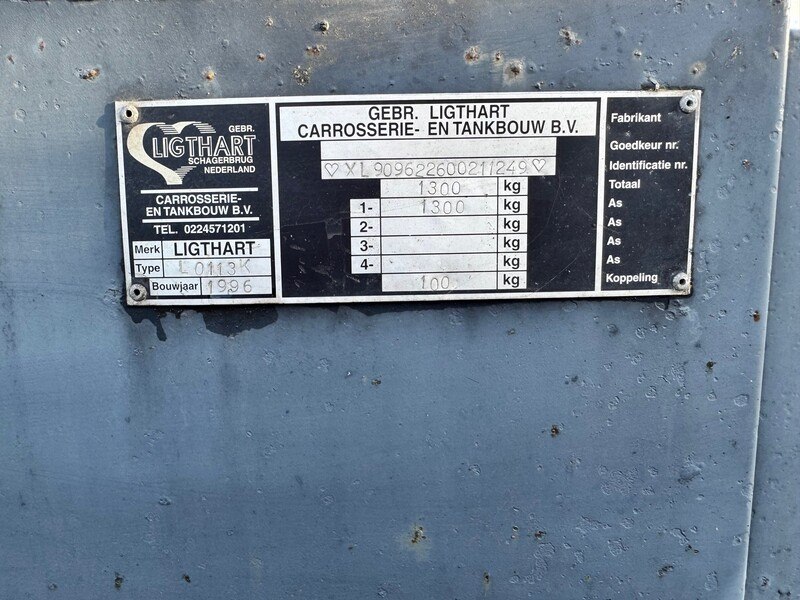 GEBR.
LIGTHART
SCHAGERBRUG
NEDERLAND
CARROSSERIE-
EN TANKBOUW B.V.
TEL. 0224571201
Merk LIGTHART
Type L0113K
Bouwjaar 1996
GEBR. LIGTHART
CARROSSERIE- EN TANKBOUW B.V.
♡XL909622600211249♡
1300 kg
1- 1300 kg
2- kg
3- kg
4- kg
100 kg
Fabrikant
Goedkeur nr.
Identificatie nr.
Totaal
As
As
As
As
Koppeling